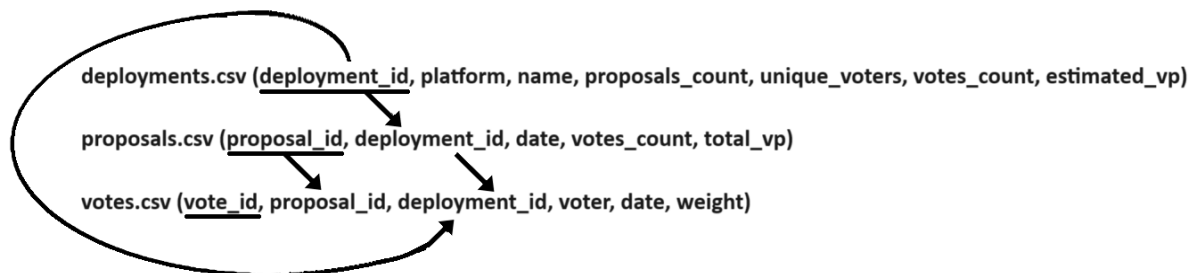 deployments.csv (deployment_id, platform, name, proposals_count, unique_voters, votes_count, estimated_vp)
proposals.csv (proposal_id, deployment_id, date, votes_count, total_vp)
votes.csv (vote_id, proposal_id, deployment_id, voter, date, weight)